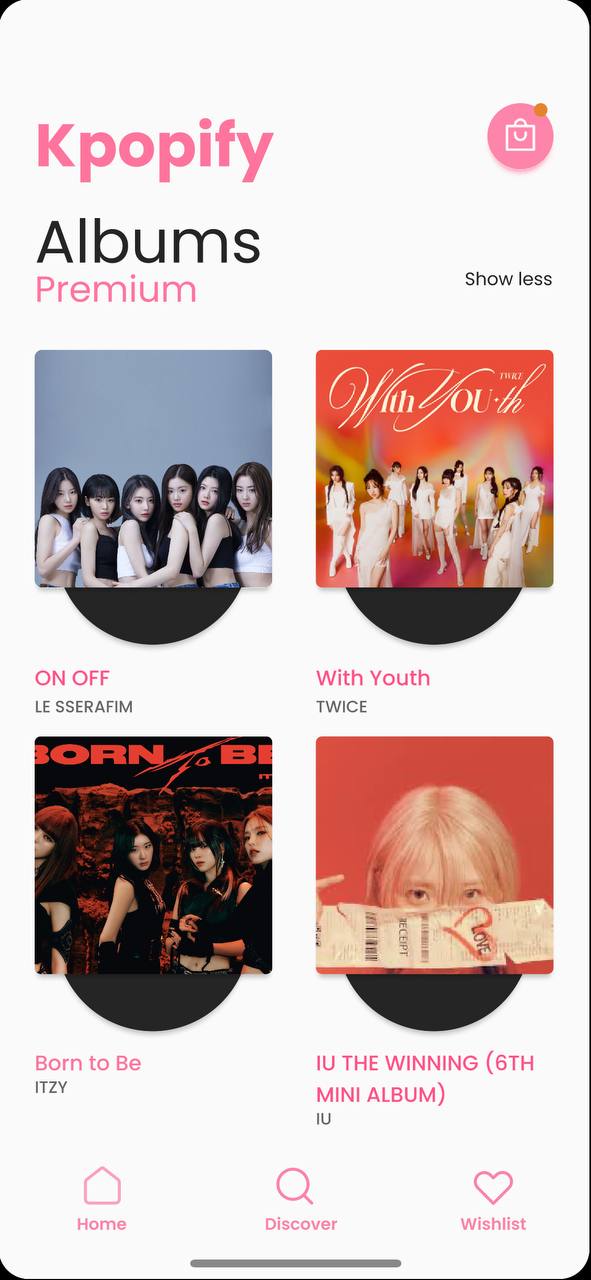 Kpopify
Albums
Premium
Show less
With YOU-th
TWICE
ON OFF
LE SSERAFIM
With Youth
TWICE
BORN To BE
RECEIPT
LOVE
Born to Be
ITZY
IU THE WINNING (6TH
MINI ALBUM)
IU
Home
Discover
Wishlist